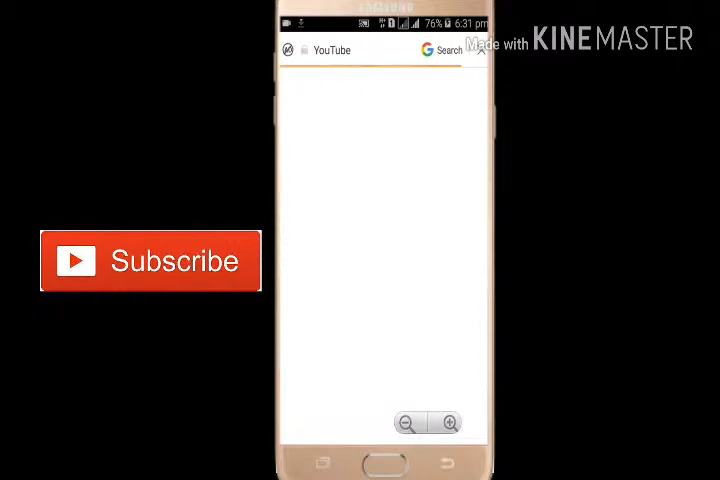 SAMSUNG
76% 6:31 pm
YouTube
Search
Made with KINEMASTER
Subscribe